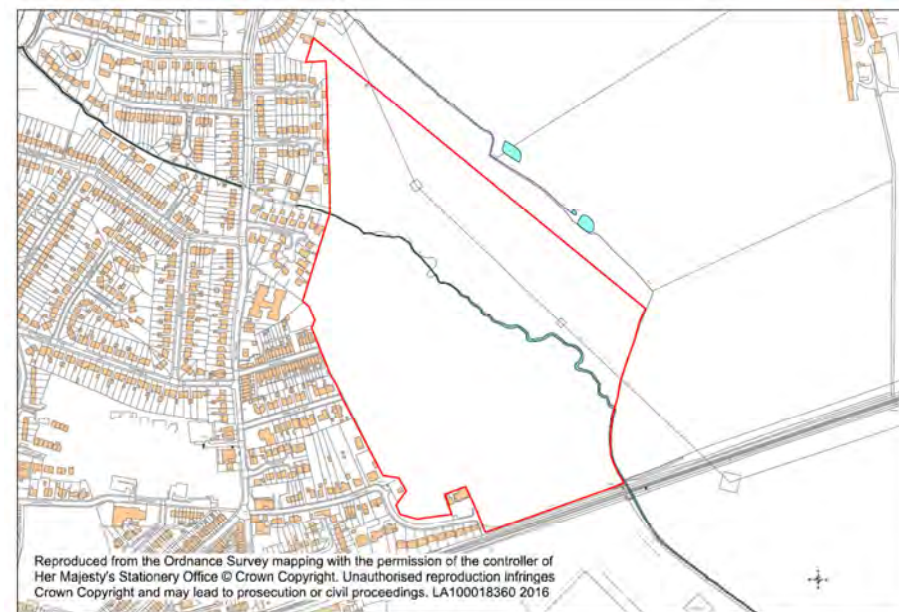 Reproduced from the Ordnance Survey mapping with the permission of the controller of
Her Majesty's Stationery Office © Crown Copyright. Unauthorised reproduction infringes
Crown Copyright and may lead to prosecution or civil proceedings. LA100018360 2016